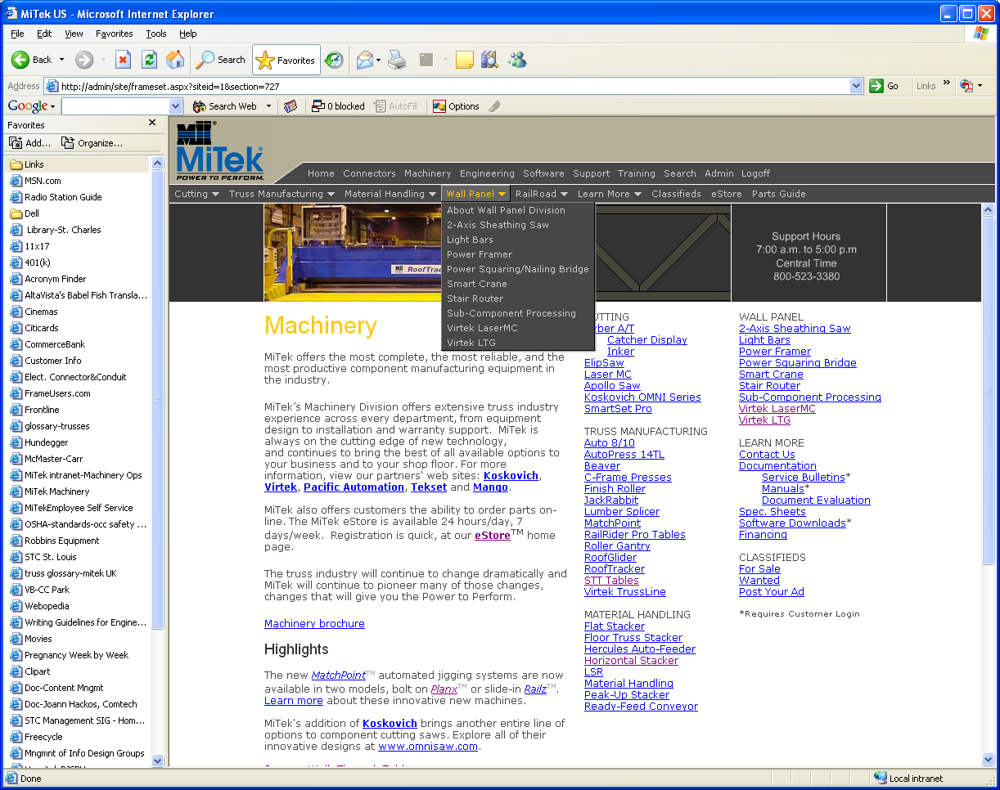 MiTek US - Microsoft Internet Explorer
File Edit View Favorites Tools Help
Back Search Favorites
Address http://admin/site/frameset.aspx?siteid=1&section=727 Go Links »
Google Search Web 0 blocked AutoFill Options
Favorites
Add... Organize...
Links
MSN.com
Radio Station Guide
Dell
Library-St. Charles
11x17
401(k)
Acronym Finder
AltaVista's Babel Fish Transla...
Cinemas
Citicards
CommerceBank
Customer Info
Elect. Connector&Conduit
FrameUsers.com
Frontline
glossary-trusses
Hundegger
McMaster-Carr
MiTek intranet-Machinery Ops
MiTek Machinery
MiTekEmployee Self Service
OSHA-standards-occ safety ...
Robbins Equipment
STC St. Louis
truss glossary-mitek UK
VB-CC Park
Webopedia
Writing Guidelines for Engine...
Movies
Pregnancy Week by Week
Clipart
Doc-Content Mngmt
Doc-Joann Hackos, Comtech
STC Management SIG - Hom...
Freecycle
Mngmnt of Info Design Groups
MiTek®
POWER TO PERFORM.™
Home Connectors Machinery Engineering Software Support Training Search Admin Logoff
Cutting Truss Manufacturing Material Handling Wall Panel RailRoad Learn More Classifieds eStore Parts Guide
About Wall Panel Division
2-Axis Sheathing Saw
Light Bars
Power Framer
Power Squaring/Nailing Bridge
Smart Crane
Stair Router
Sub-Component Processing
Virtek LaserMC
Virtek LTG
RoofTrac
Support Hours
7:00 a.m. to 5:00 p.m
Central Time
800-523-3380
Machinery
MiTek offers the most complete, the most reliable, and the
most productive component manufacturing equipment in
the industry.
MiTek's Machinery Division offers extensive truss industry
experience across every department, from equipment
design to installation and warranty support. MiTek is
always on the cutting edge of new technology,
and continues to bring the best of all available options to
your business and to your shop floor. For more
information, view our partners' web sites: Koskovich,
Virtek, Pacific Automation, Tekset and Mango.
MiTek also offers customers the ability to order parts on-
line. The MiTek eStore is available 24 hours/day, 7
days/week. Registration is quick, at our eStore™ home
page.
The truss industry will continue to change dramatically and
MiTek will continue to pioneer many of those changes,
changes that will give you the Power to Perform.
Machinery brochure
Highlights
The new MatchPoint™ automated jigging systems are now
available in two models, bolt on Planx™ or slide-in Railz™.
Learn more about these innovative new machines.
MiTek's addition of Koskovich brings another entire line of
options to component cutting saws. Explore all of their
innovative designs at www.omnisaw.com.
UTTING
yber A/T
Catcher Display
Inker
ElipSaw
Laser MC
Apollo Saw
Koskovich OMNI Series
SmartSet Pro
TRUSS MANUFACTURING
Auto 8/10
AutoPress 14TL
Beaver
C-Frame Presses
Finish Roller
JackRabbit
Lumber Splicer
MatchPoint
RailRider Pro Tables
Roller Gantry
RoofGlider
RoofTracker
STT Tables
Virtek TrussLine
MATERIAL HANDLING
Flat Stacker
Floor Truss Stacker
Hercules Auto-Feeder
Horizontal Stacker
LSR
Material Handling
Peak-Up Stacker
Ready-Feed Conveyor
WALL PANEL
2-Axis Sheathing Saw
Light Bars
Power Framer
Power Squaring Bridge
Smart Crane
Stair Router
Sub-Component Processing
Virtek LaserMC
Virtek LTG
LEARN MORE
Contact Us
Documentation
Service Bulletins*
Manuals*
Document Evaluation
Spec. Sheets
Software Downloads*
Financing
CLASSIFIEDS
For Sale
Wanted
Post Your Ad
*Requires Customer Login
Done
Local intranet